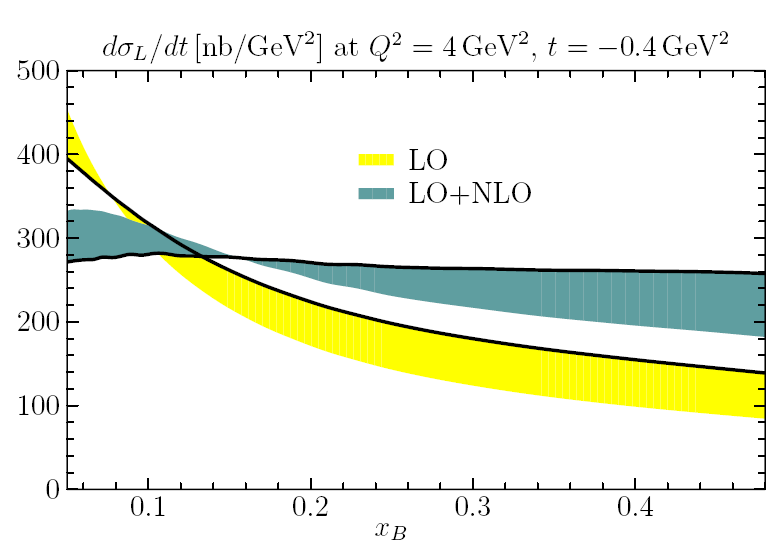 dσ_L/dt [nb/GeV²] at Q² = 4 GeV², t = −0.4 GeV²
500
400
300
200
100
0
LO
LO+NLO
0.1 0.2 0.3 0.4
x_B